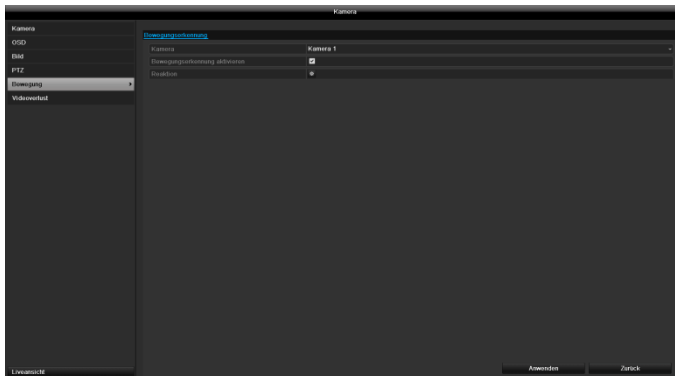 Kamera
Kamera
OSD
Bild
PTZ
Bewegung
Videoverlust
Liveansicht
Bewegungserkennung
Kamera Kamera 1
Bewegungserkennung aktivieren
Reaktion
Anwenden Zurück